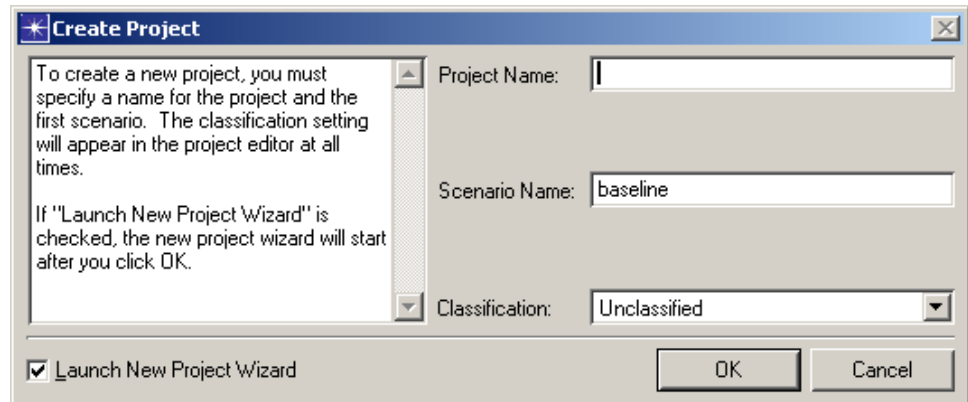 Create Project
To create a new project, you must
specify a name for the project and the
first scenario. The classification setting
will appear in the project editor at all
times.
If "Launch New Project Wizard" is
checked, the new project wizard will start
after you click OK.
Project Name:
Scenario Name:
baseline
Classification:
Unclassified
Launch New Project Wizard
OK
Cancel